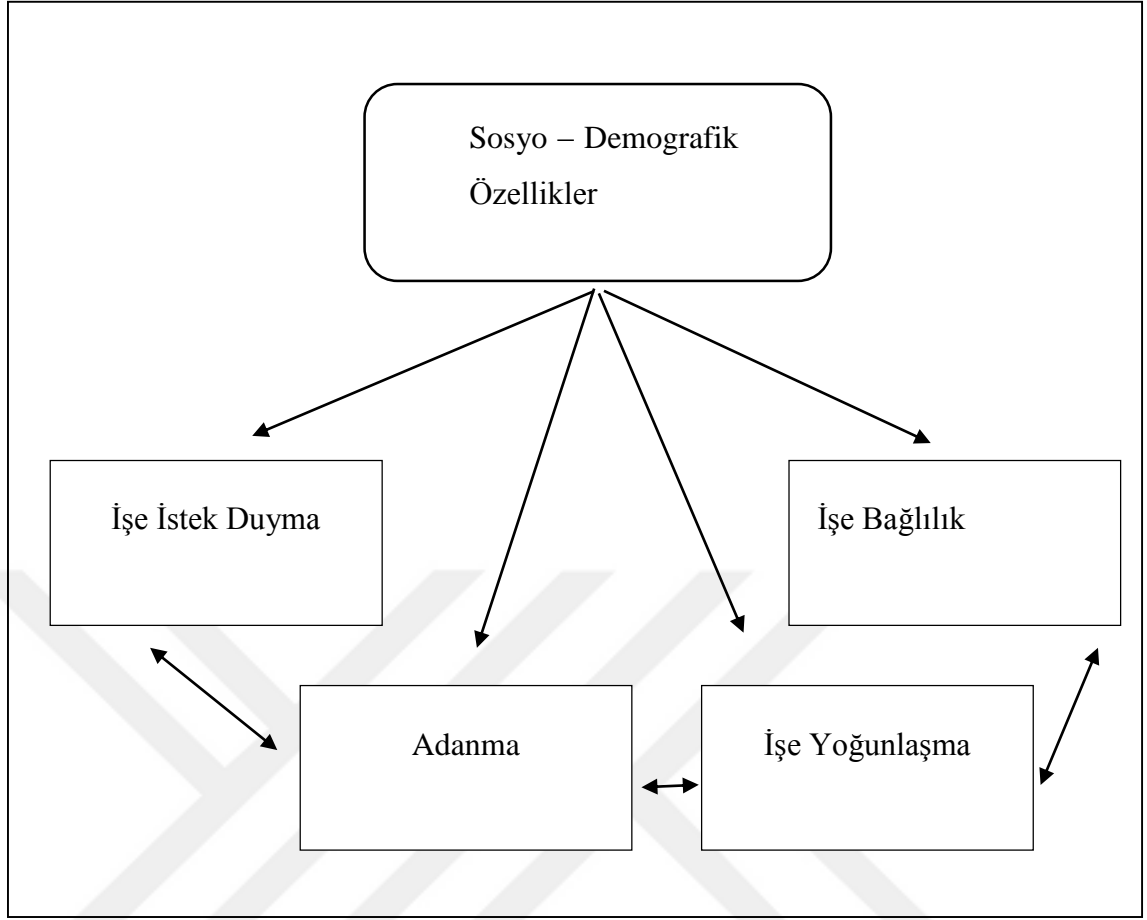 Sosyo – Demografik
Özellikler
İşe İstek Duyma
İşe Bağlılık
Adanma
İşe Yoğunlaşma